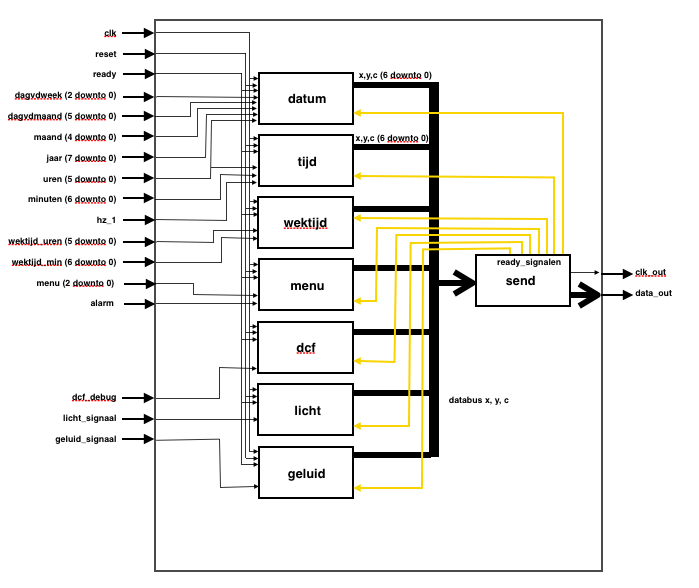 clk
reset
ready
dagvdweek (2 downto 0)
dagvdmaand (5 downto 0)
maand (4 downto 0)
jaar (7 downto 0)
uren (5 downto 0)
minuten (6 downto 0)
hz_1
wektijd_uren (5 downto 0)
wektijd_min (6 downto 0)
menu (2 downto 0)
alarm
dcf_debug
licht_signaal
geluid_signaal
x,y,c (6 downto 0)
datum
x,y,c (6 downto 0)
tijd
wektijd
menu
dcf
licht
geluid
ready_signalen
send
databus x, y, c
clk_out
data_out